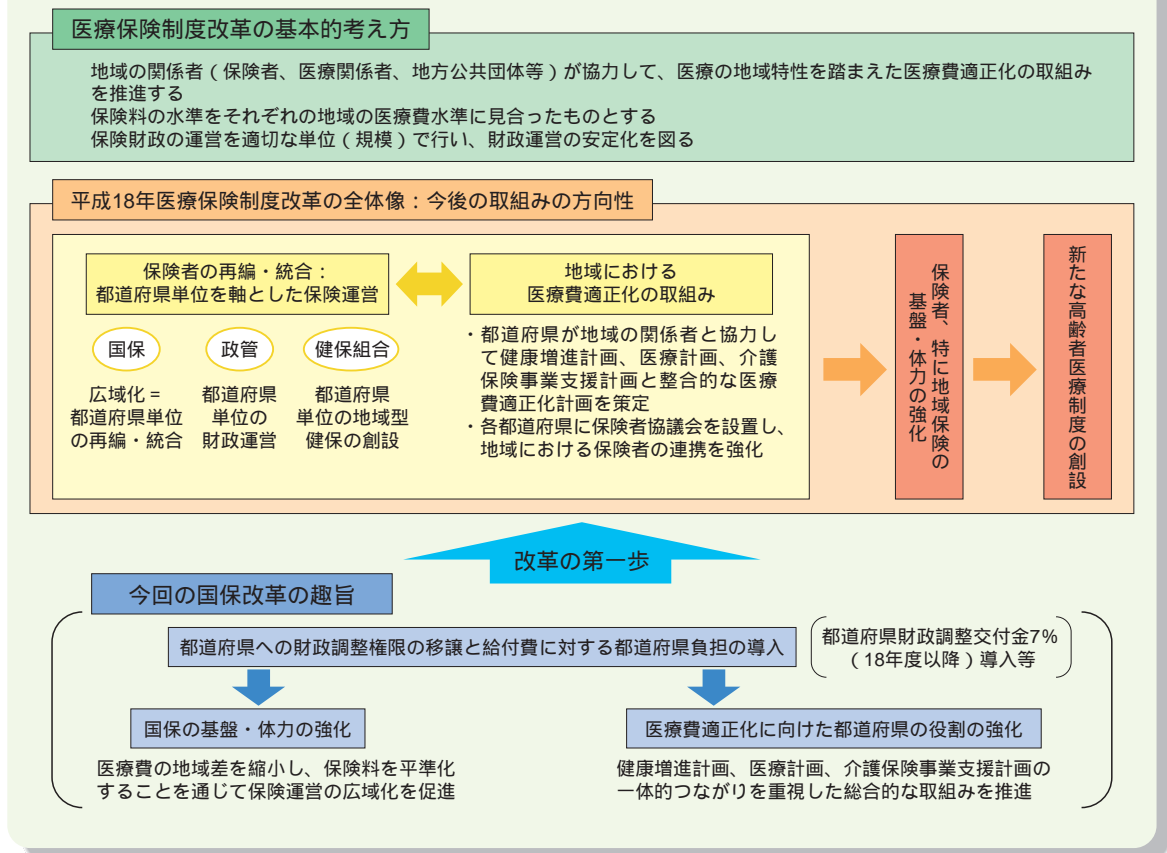 医療保険制度改革の基本的考え方
地域の関係者(保険者、医療関係者、地方公共団体等)が協力して、医療の地域特性を踏まえた医療費適正化の取組み
を推進する
保険料の水準をそれぞれの地域の医療費水準に見合ったものとする
保険財政の運営を適切な単位(規模)で行い、財政運営の安定化を図る
平成18年医療保険制度改革の全体像:今後の取組みの方向性
保険者の再編・統合:
都道府県単位を軸とした保険運営
国保
政管
健保組合
広域化=
都道府県単位
の再編・統合
都道府県
単位の
財政運営
都道府県
単位の地域型
健保の創設
地域における
医療費適正化の取組み
・都道府県が地域の関係者と協力し
て健康増進計画、医療計画、介護
保険事業支援計画と整合的な医療
費適正化計画を策定
・各都道府県に保険者協議会を設置し、
地域における保険者の連携を強化
保険者、特に地域保険の
基盤・体力の強化
新たな高齢者医療制度の創設
改革の第一歩
今回の国保改革の趣旨
都道府県への財政調整権限の移譲と給付費に対する都道府県負担の導入
都道府県財政調整交付金7%
(18年度以降)導入等
国保の基盤・体力の強化
医療費の地域差を縮小し、保険料を平準化
することを通じて保険運営の広域化を促進
医療費適正化に向けた都道府県の役割の強化
健康増進計画、医療計画、介護保険事業支援計画の
一体的つながりを重視した総合的な取組みを推進